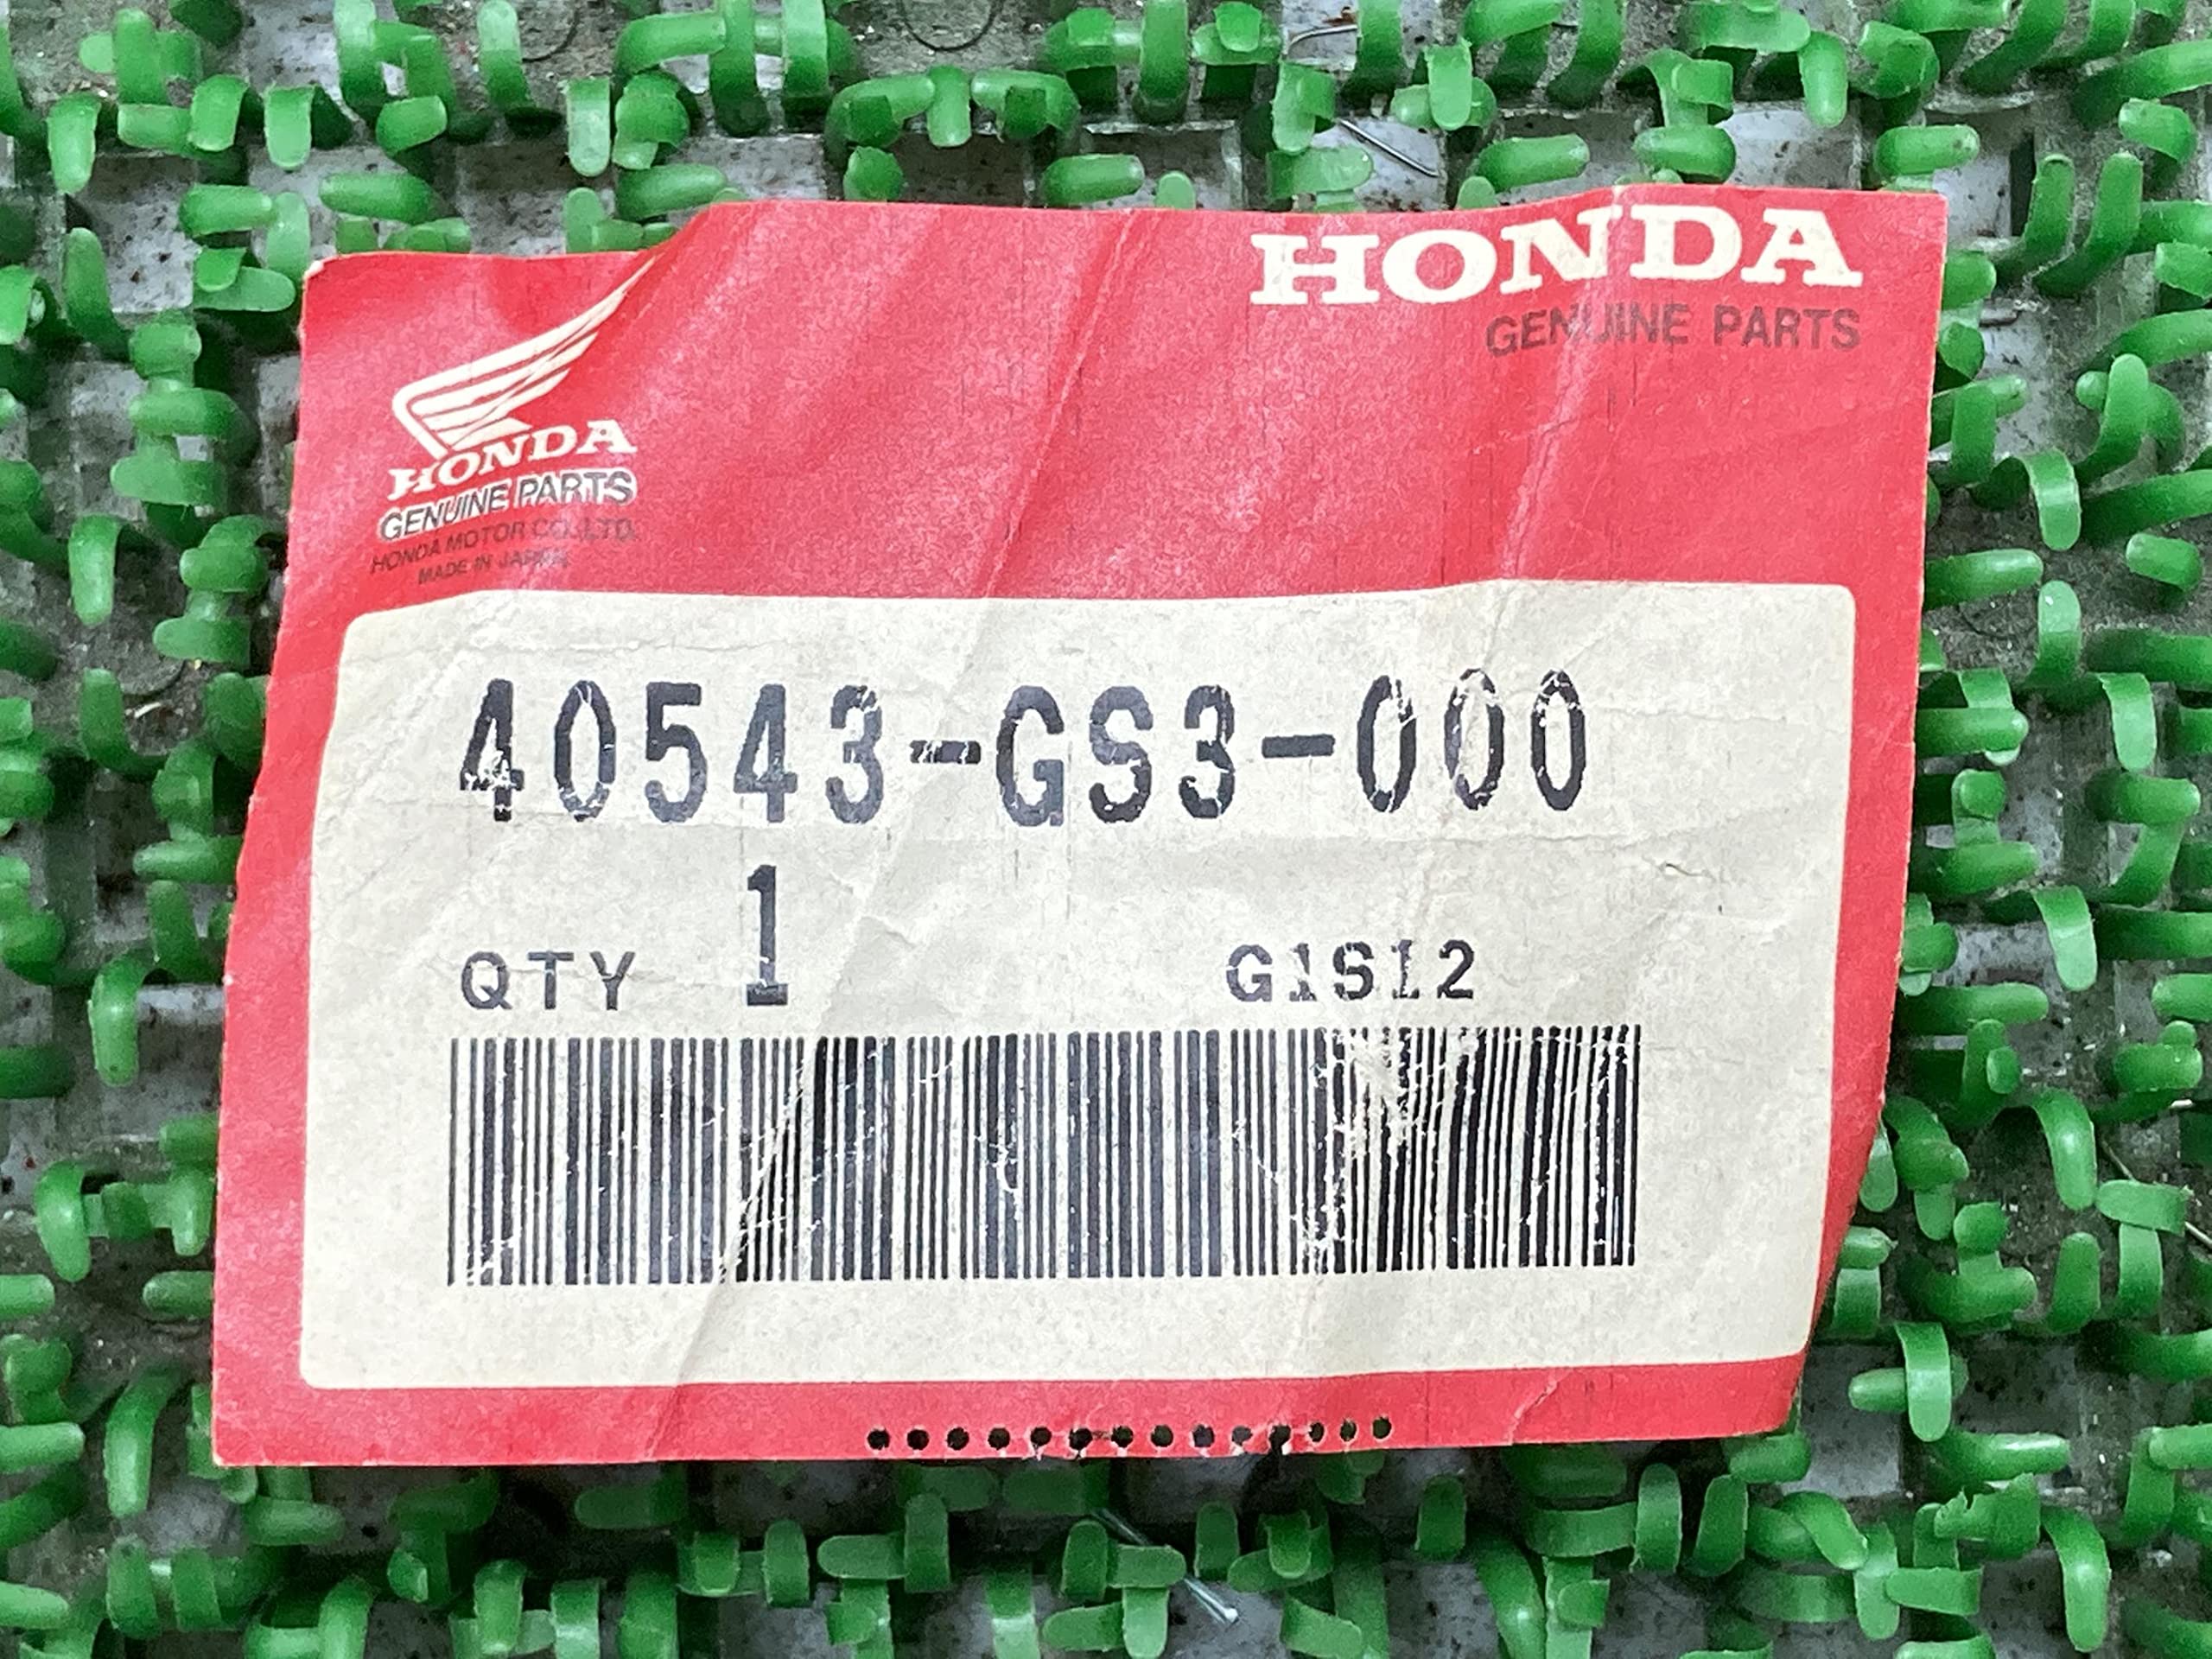 HONDA
GENUINE PARTS
HONDA
GENUINE PARTS
HONDA MOTOR CO.,LTD.
MADE IN JAPAN
40543-GS3-000
QTY 1 G1S12